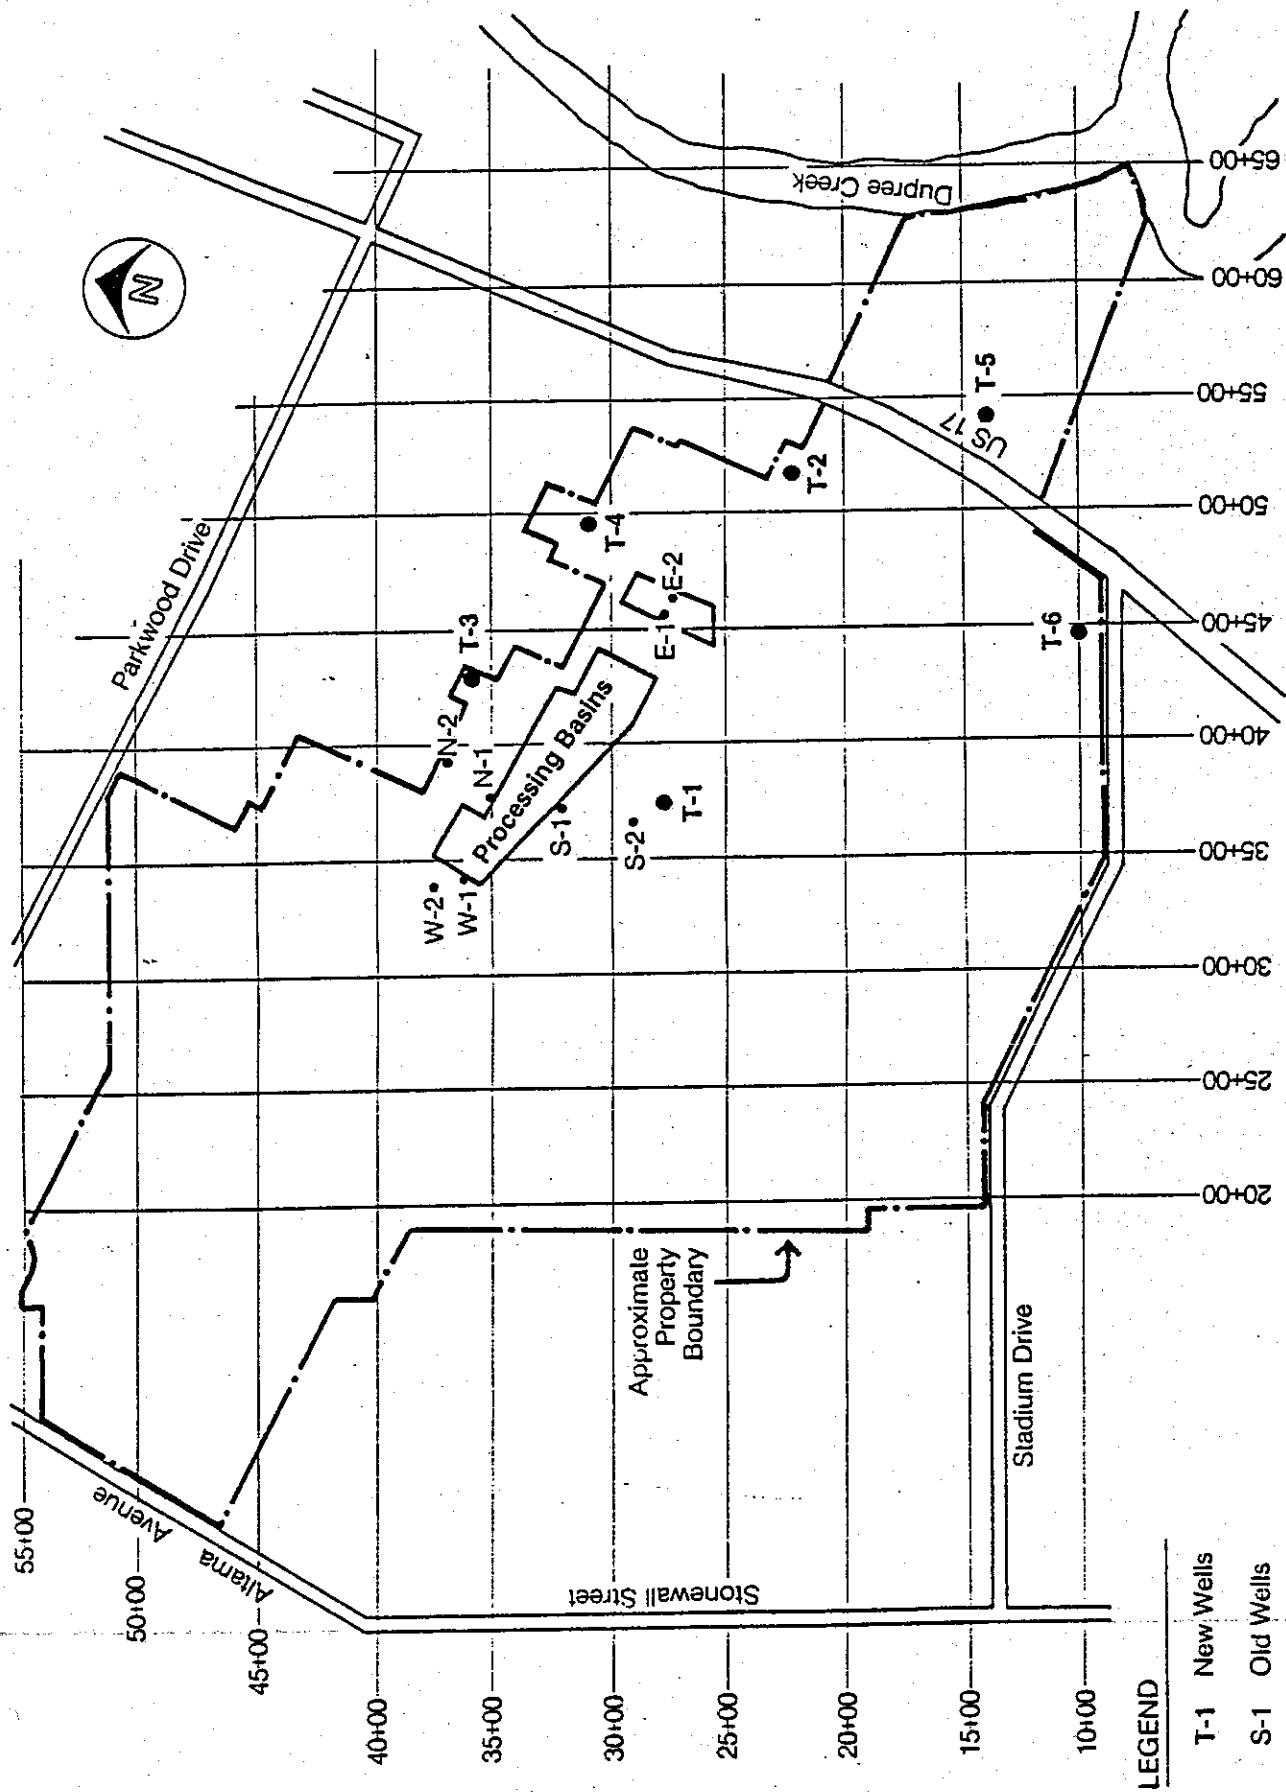 N
Parkwood Drive
Dupree Creek
US 17
T-5
T-2
T-4
E-2
E-1
T-6
T-3
N-2
N-1
Processing Basins
S-1
S-2
T-1
W-2
W-1
Approximate
Property
Boundary
Altama Avenue
Stonewall Street
Stadium Drive
55+00
50+00
45+00
40+00
35+00
30+00
25+00
20+00
15+00
10+00
20+00
25+00
30+00
35+00
40+00
45+00
50+00
55+00
60+00
65+00
LEGEND
T-1 New Wells
S-1 Old Wells